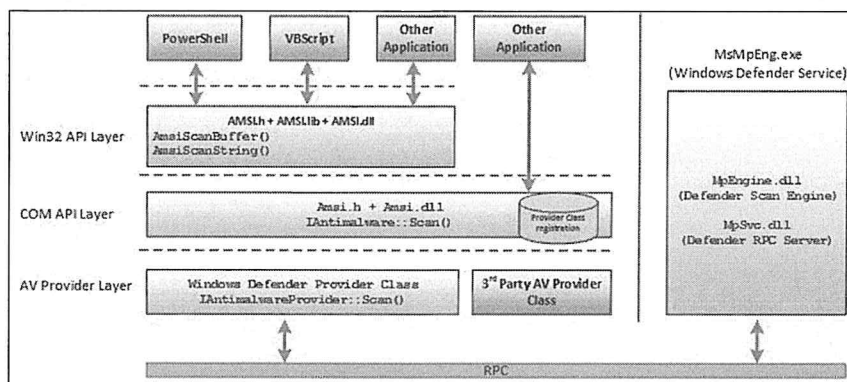 PowerShell
VBScript
Other
Application
Other
Application
MsMpEng.exe
(Windows Defender Service)
Win32 API Layer
AMSI.h + AMSI.lib + AMSI.dll
AmsiScanBuffer()
AmsiScanString()
COM API Layer
Amsi.h + Amsi.dll
IAntimalware::Scan()
Provider Class
registration
MpEngine.dll
(Defender Scan Engine)
MpSvc.dll
(Defender RPC Server)
AV Provider Layer
Windows Defender Provider Class
IAntimalwareProvider::Scan()
3rd Party AV Provider
Class
RPC